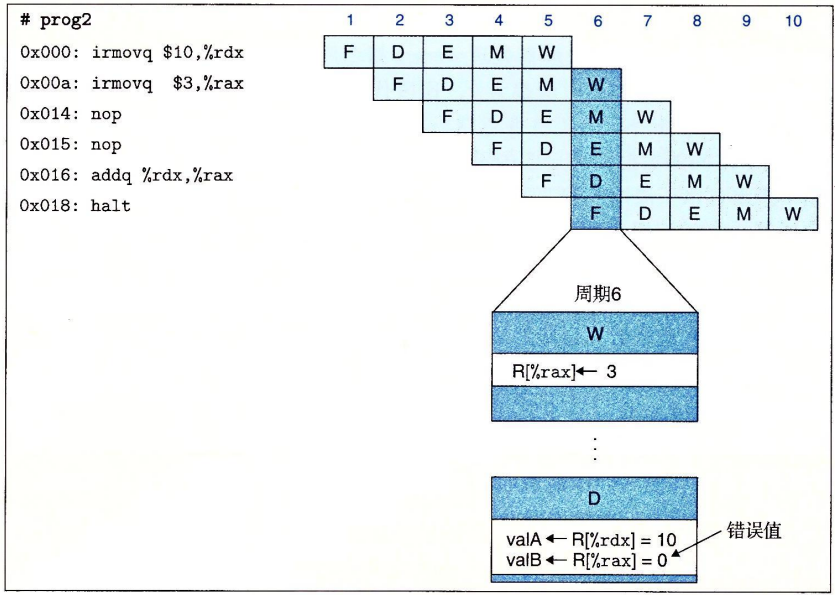 # prog2 1 2 3 4 5 6 7 8 9 10
0x000: irmovq $10,%rdx F D E M W
0x00a: irmovq $3,%rax F D E M W
0x014: nop F D E M W
0x015: nop F D E M W
0x016: addq %rdx,%rax F D E M W
0x018: halt F D E M W
周期6
W
R[%rax]← 3
⋮
D
valA ← R[%rdx] = 10
valB ← R[%rax] = 0
错误值